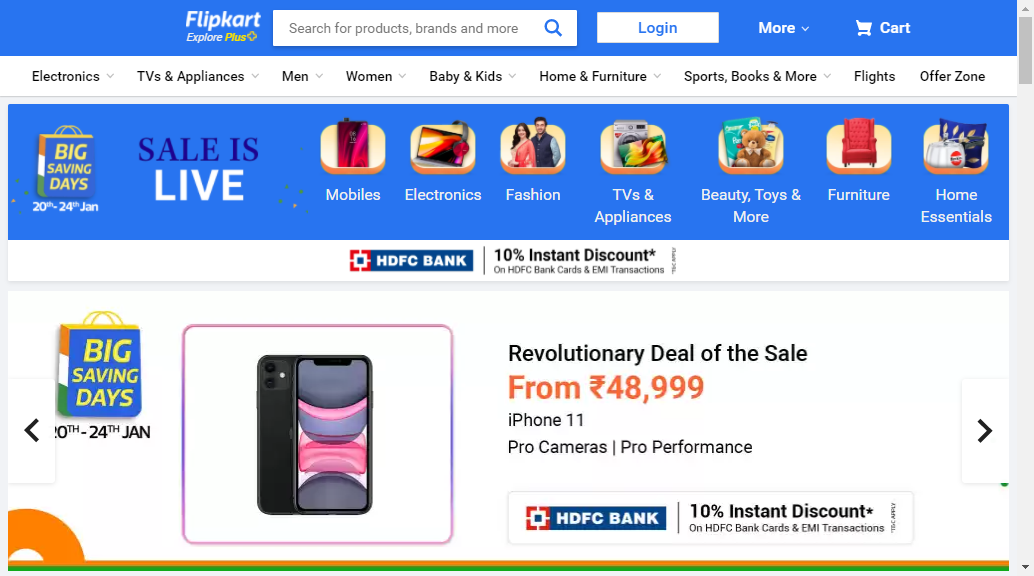 Flipkart
Explore Plus
Search for products, brands and more
Login
More
Cart
Electronics
TVs & Appliances
Men
Women
Baby & Kids
Home & Furniture
Sports, Books & More
Flights
Offer Zone
BIG
SAVING
DAYS
20th- 24th Jan
SALE IS
LIVE
Mobiles
Electronics
Fashion
TVs &
Appliances
Beauty, Toys &
More
Furniture
Home
Essentials
HDFC BANK
10% Instant Discount*
On HDFC Bank Cards & EMI Transactions
*T&C APPLY
BIG
SAVING
DAYS
20TH - 24TH JAN
Revolutionary Deal of the Sale
From ₹48,999
iPhone 11
Pro Cameras | Pro Performance
HDFC BANK
10% Instant Discount*
On HDFC Bank Cards & EMI Transactions
*T&C APPLY